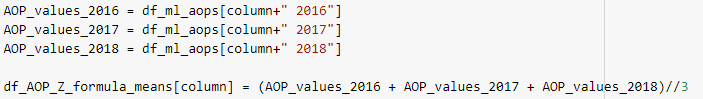 AOP_values_2016 = df_ml_aops[column+" 2016"]
AOP_values_2017 = df_ml_aops[column+" 2017"]
AOP_values_2018 = df_ml_aops[column+" 2018"]
df_AOP_Z_formula_means[column] = (AOP_values_2016 + AOP_values_2017 + AOP_values_2018)//3